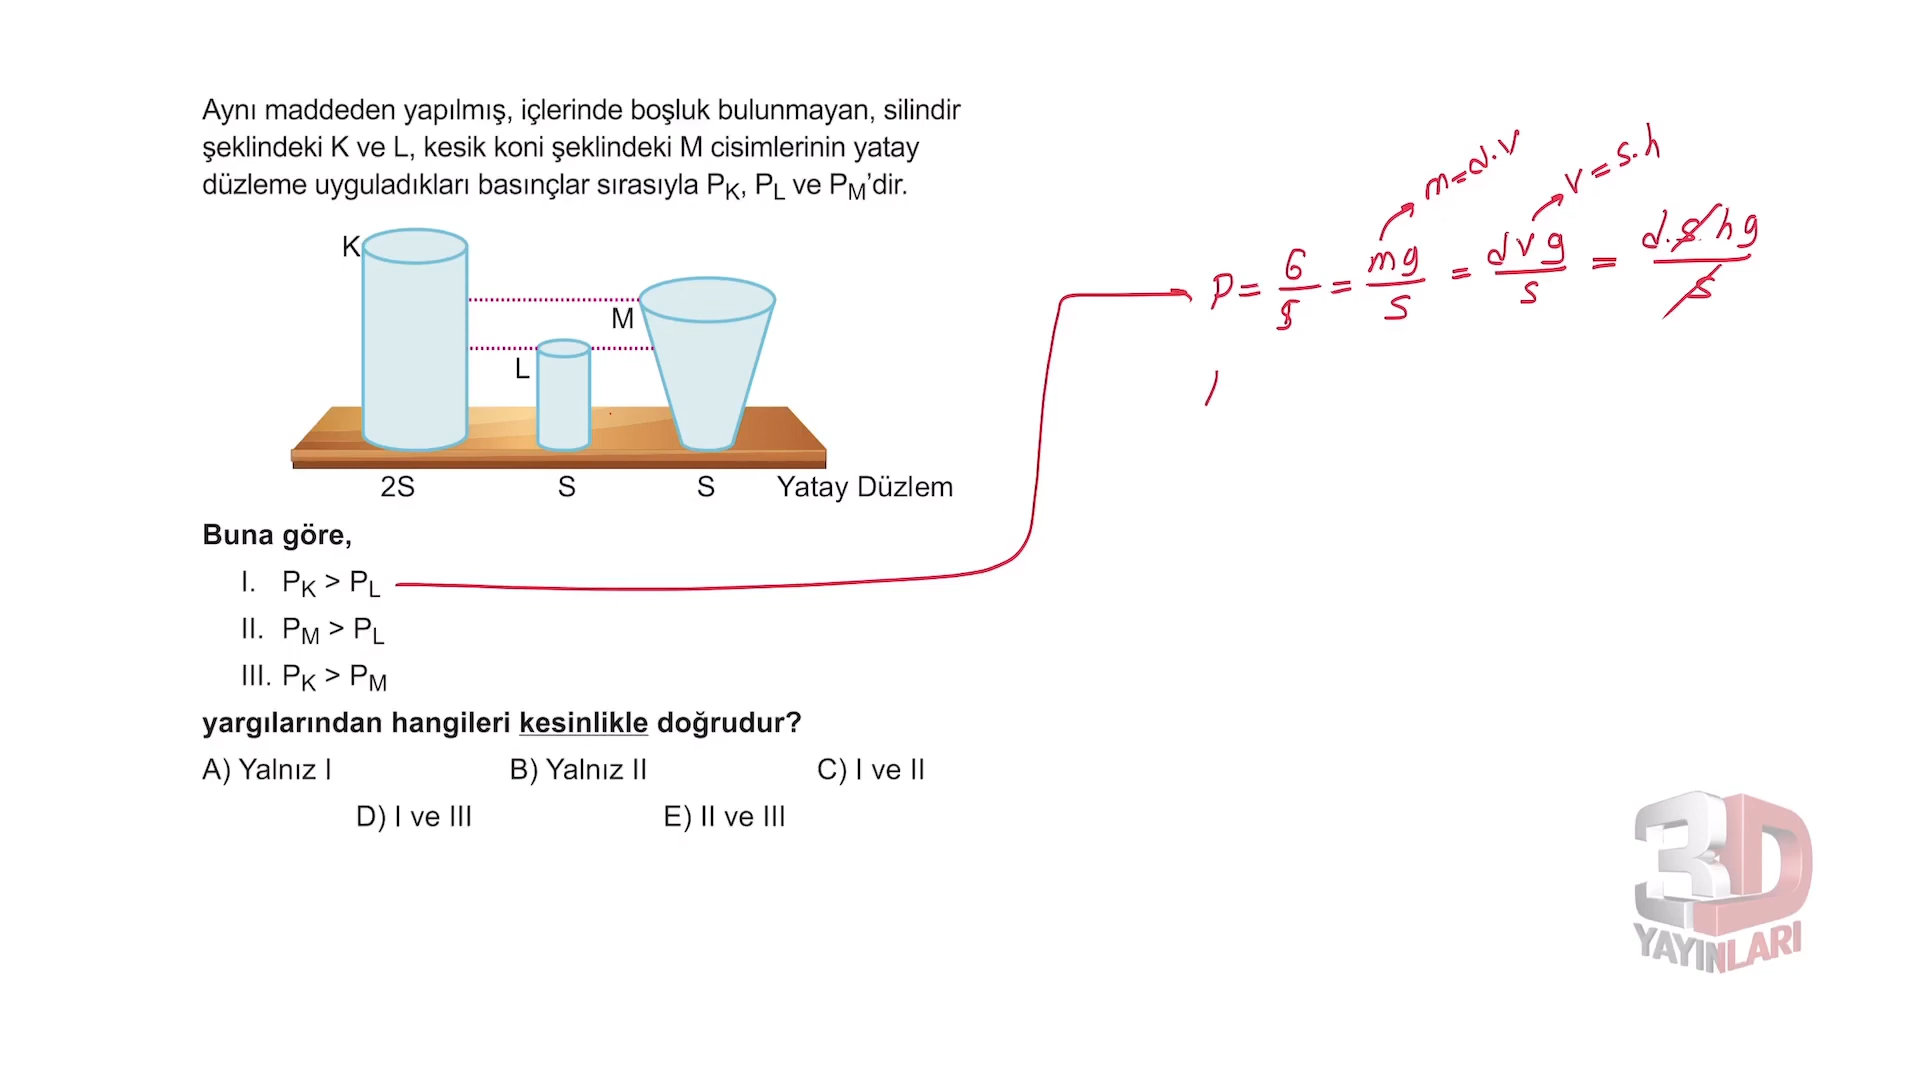 Aynı maddeden yapılmış, içlerinde boşluk bulunmayan, silindir
şeklindeki K ve L, kesik koni şeklindeki M cisimlerinin yatay
düzleme uyguladıkları basınçlar sırasıyla PK, PL ve PM’dir.
K
M
L
2S S S Yatay Düzlem
Buna göre,
I. PK > PL
II. PM > PL
III. PK > PM
yargılarından hangileri kesinlikle doğrudur?
A) Yalnız I B) Yalnız II C) I ve II
D) I ve III E) II ve III
m=d.V
V=S.h
P = G/S = mg/S = dVg/S = d.Shg/S
3D
YAYINLARI